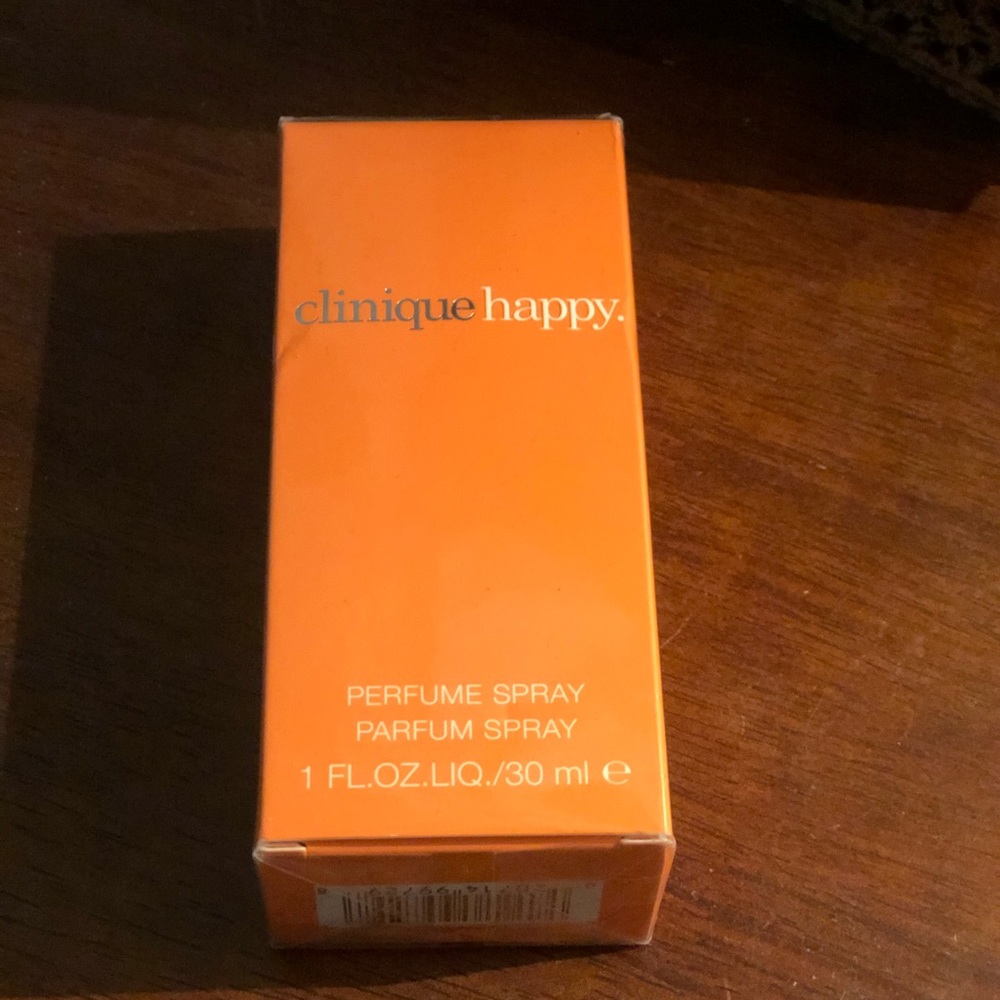 clinique happy.
PERFUME SPRAY
PARFUM SPRAY
1 FL.OZ.LIQ./30 ml ℮